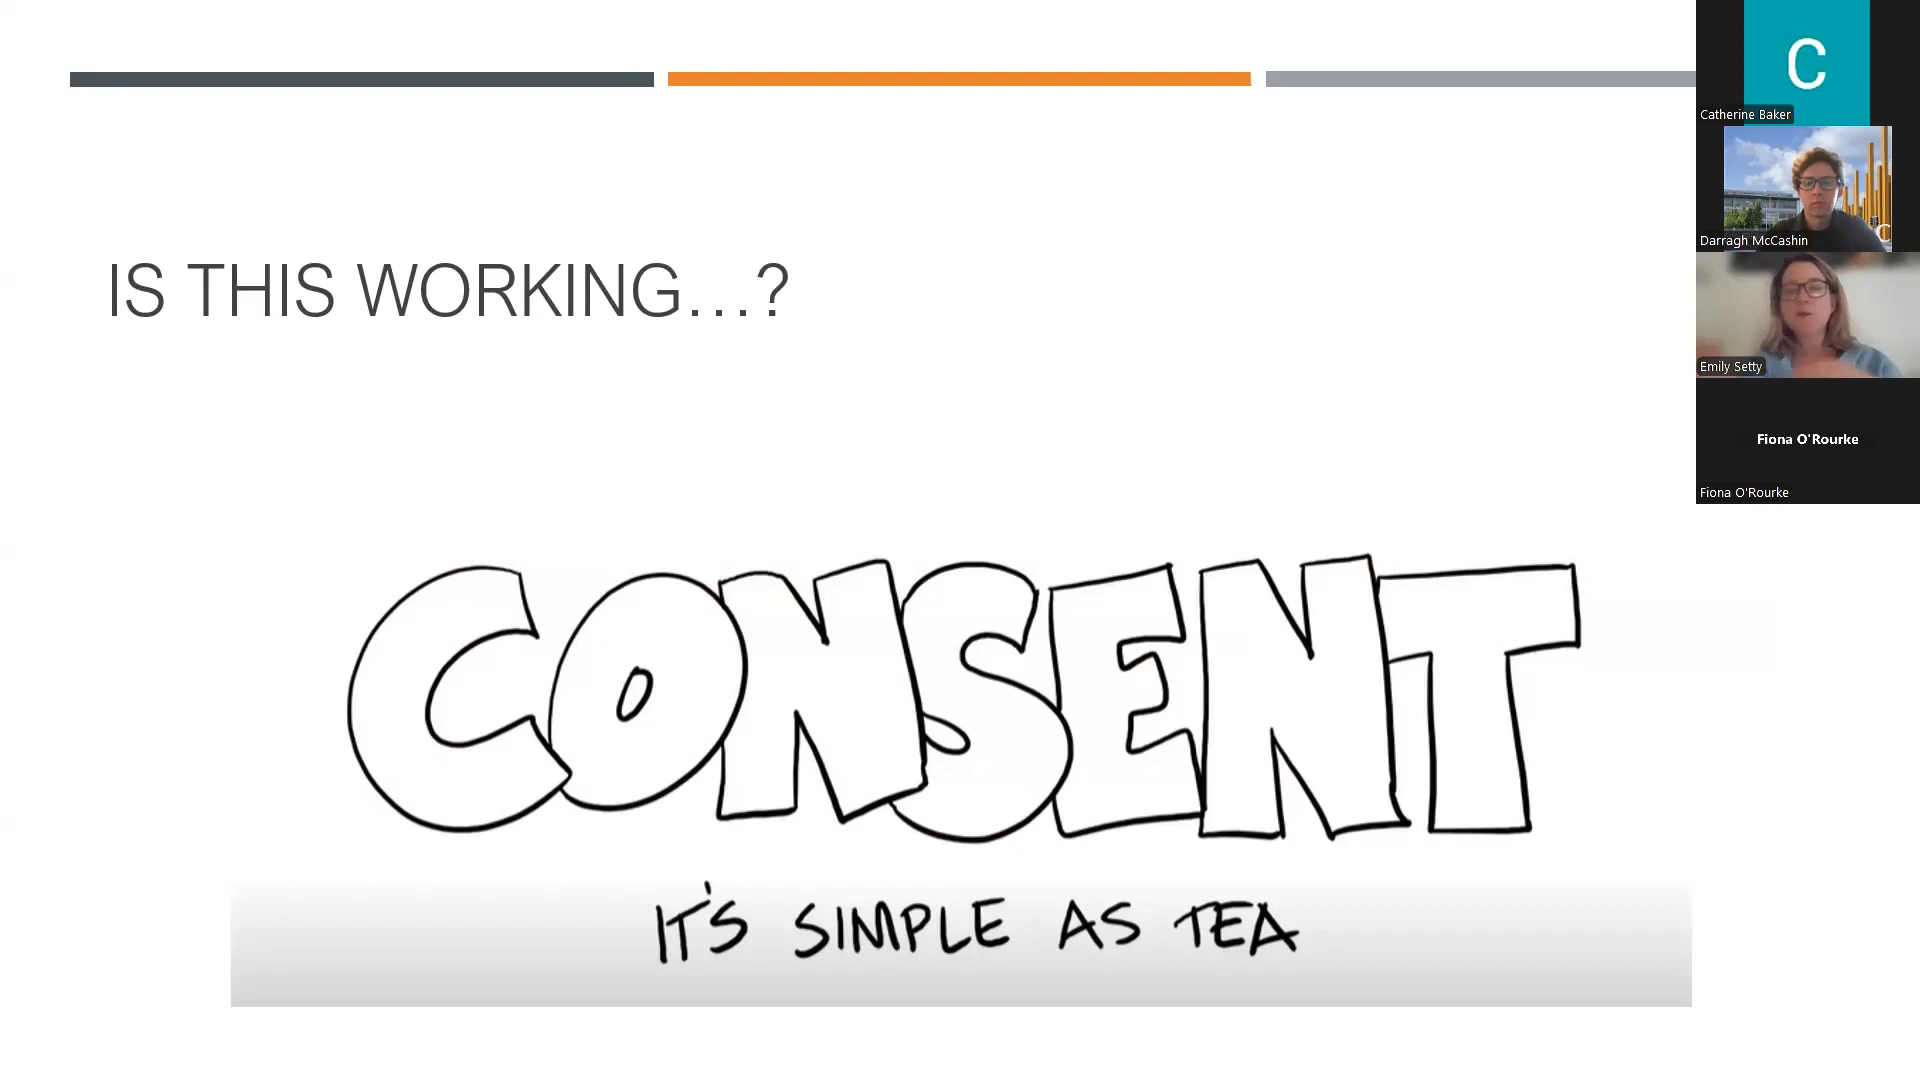 IS THIS WORKING…?
CONSENT
IT'S SIMPLE AS TEA
C
Catherine Baker
Darragh McCashin
Emily Setty
Fiona O'Rourke
Fiona O'Rourke